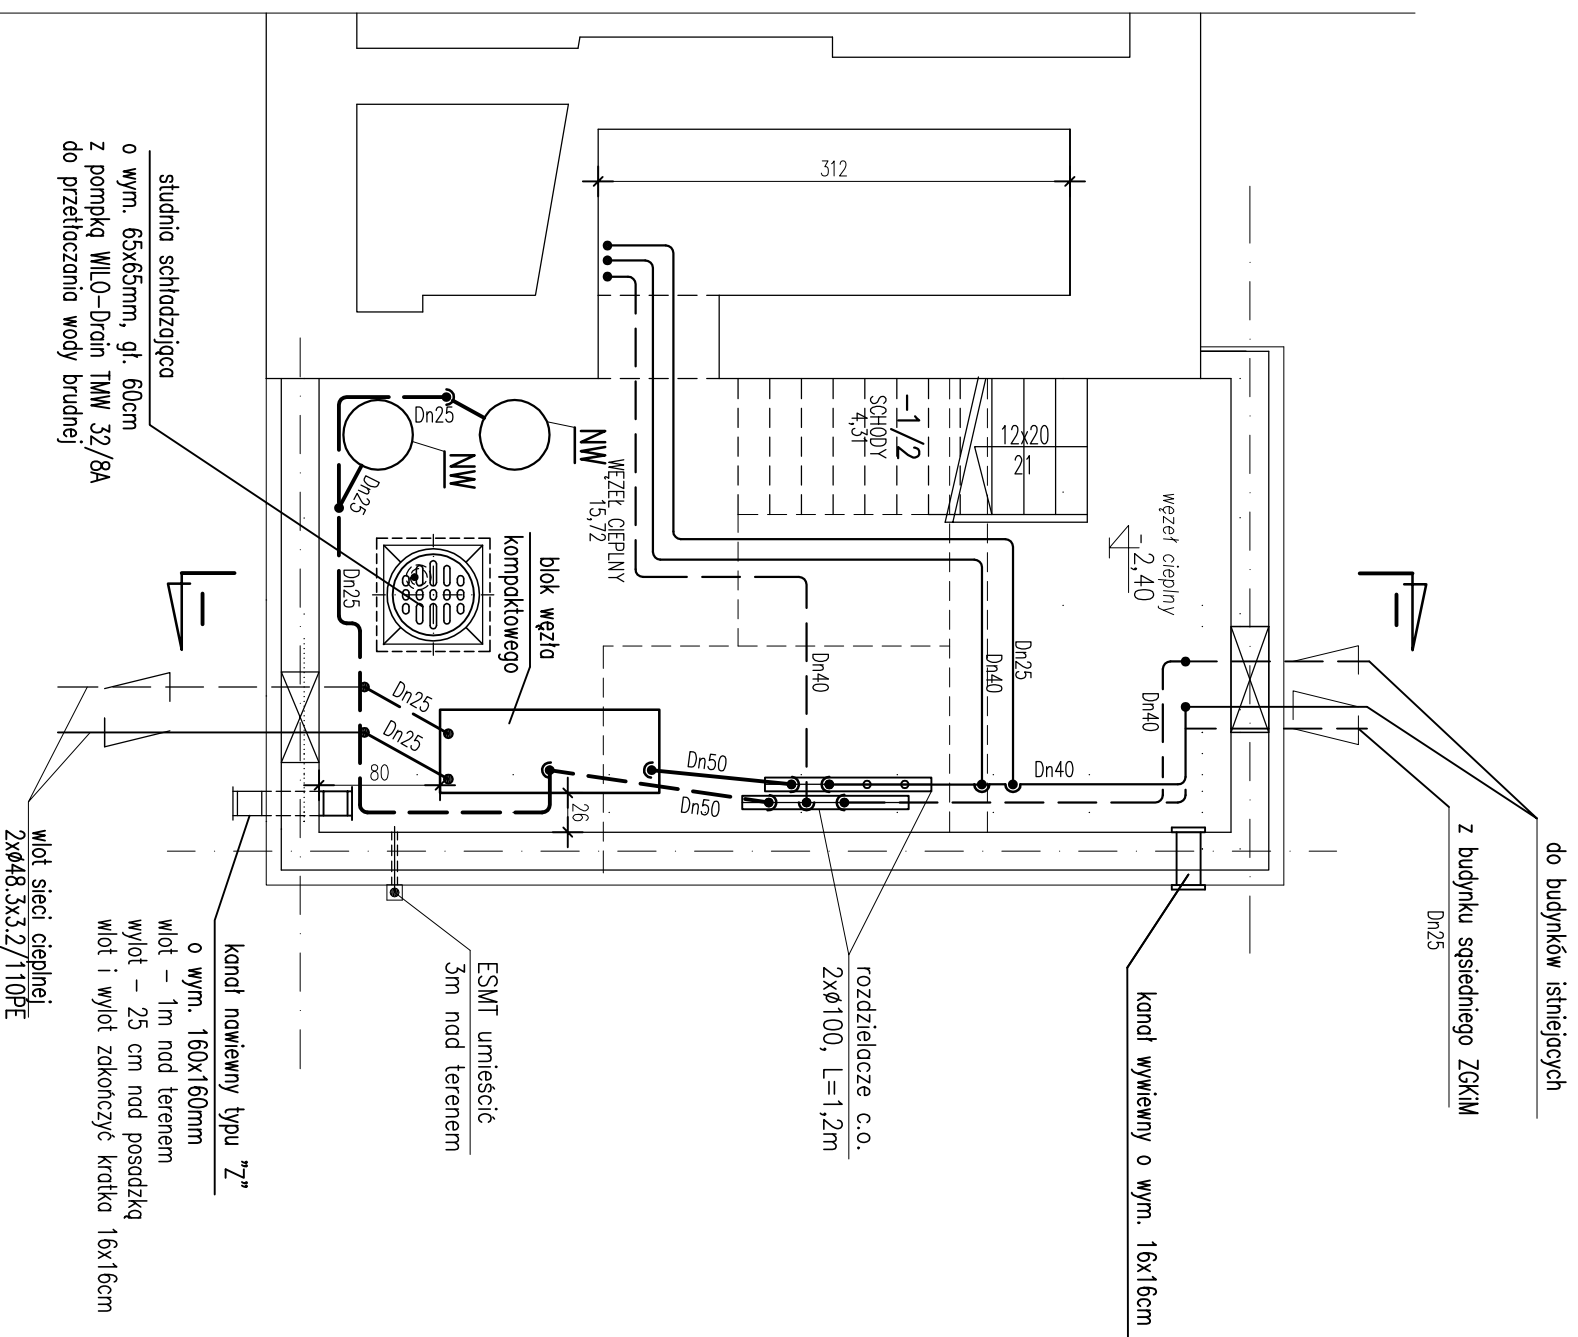 studnia schładzająca
o wym. 65x65mm, gł. 60cm
z pompką WILO-Drain TMW 32/8A
do przetłaczania wody brudnej
312
-1/2
SCHODY
4,31
12x20
21
węzeł cieplny
-2,40
WĘZEŁ CIEPLNY
15,72
NW
NW
Dn25
Dn25
Dn25
blok węzła
kompaktowego
I
I
Dn25
Dn25
Dn40
Dn40
Dn25
Dn40
Dn40
Dn50
Dn50
80
26
do budynków istniejacych
z budynku sąsiedniego ZGKiM
Dn25
kanał wywiewny o wym. 16x16cm
rozdzielacze c.o.
2xø100, L=1,2m
ESMT umieścić
3m nad terenem
kanał nawiewny typu "Z"
o wym. 160x160mm
wlot - 1m nad terenem
wylot - 25 cm nad posadzką
wlot i wylot zakończyć kratka 16x16cm
wlot sieci cieplnej
2xø48.3x3.2/110PE